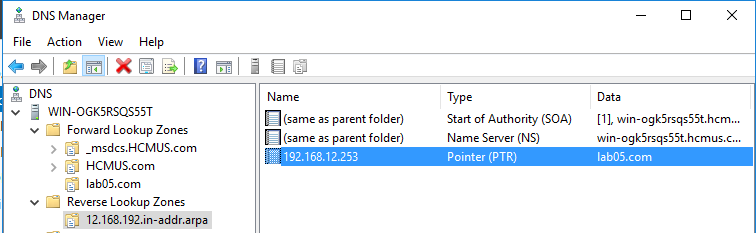 DNS Manager
File Action View Help
DNS
WIN-OGK5RSQS55T
Forward Lookup Zones
_msdcs.HCMUS.com
HCMUS.com
lab05.com
Reverse Lookup Zones
12.168.192.in-addr.arpa
Name Type Data
(same as parent folder) Start of Authority (SOA) [1], win-ogk5rsqs55t.hcm...
(same as parent folder) Name Server (NS) win-ogk5rsqs55t.hcmus.c...
192.168.12.253 Pointer (PTR) lab05.com